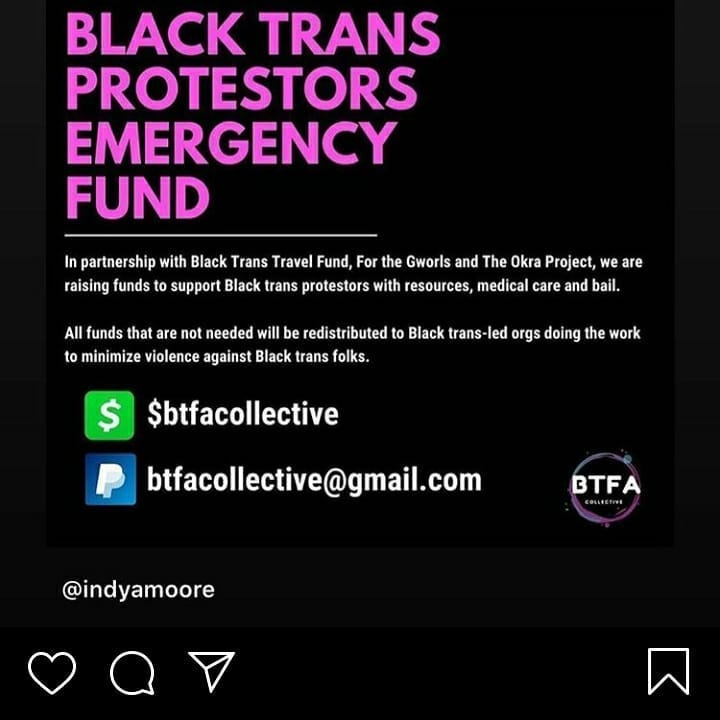 BLACK TRANS
PROTESTORS
EMERGENCY
FUND
In partnership with Black Trans Travel Fund, For the Gworls and The Okra Project, we are
raising funds to support Black trans protestors with resources, medical care and bail.
All funds that are not needed will be redistributed to Black trans-led orgs doing the work
to minimize violence against Black trans folks.
$ $btfacollective
P btfacollective@gmail.com
BTFA
COLLECTIVE
@indyamoore